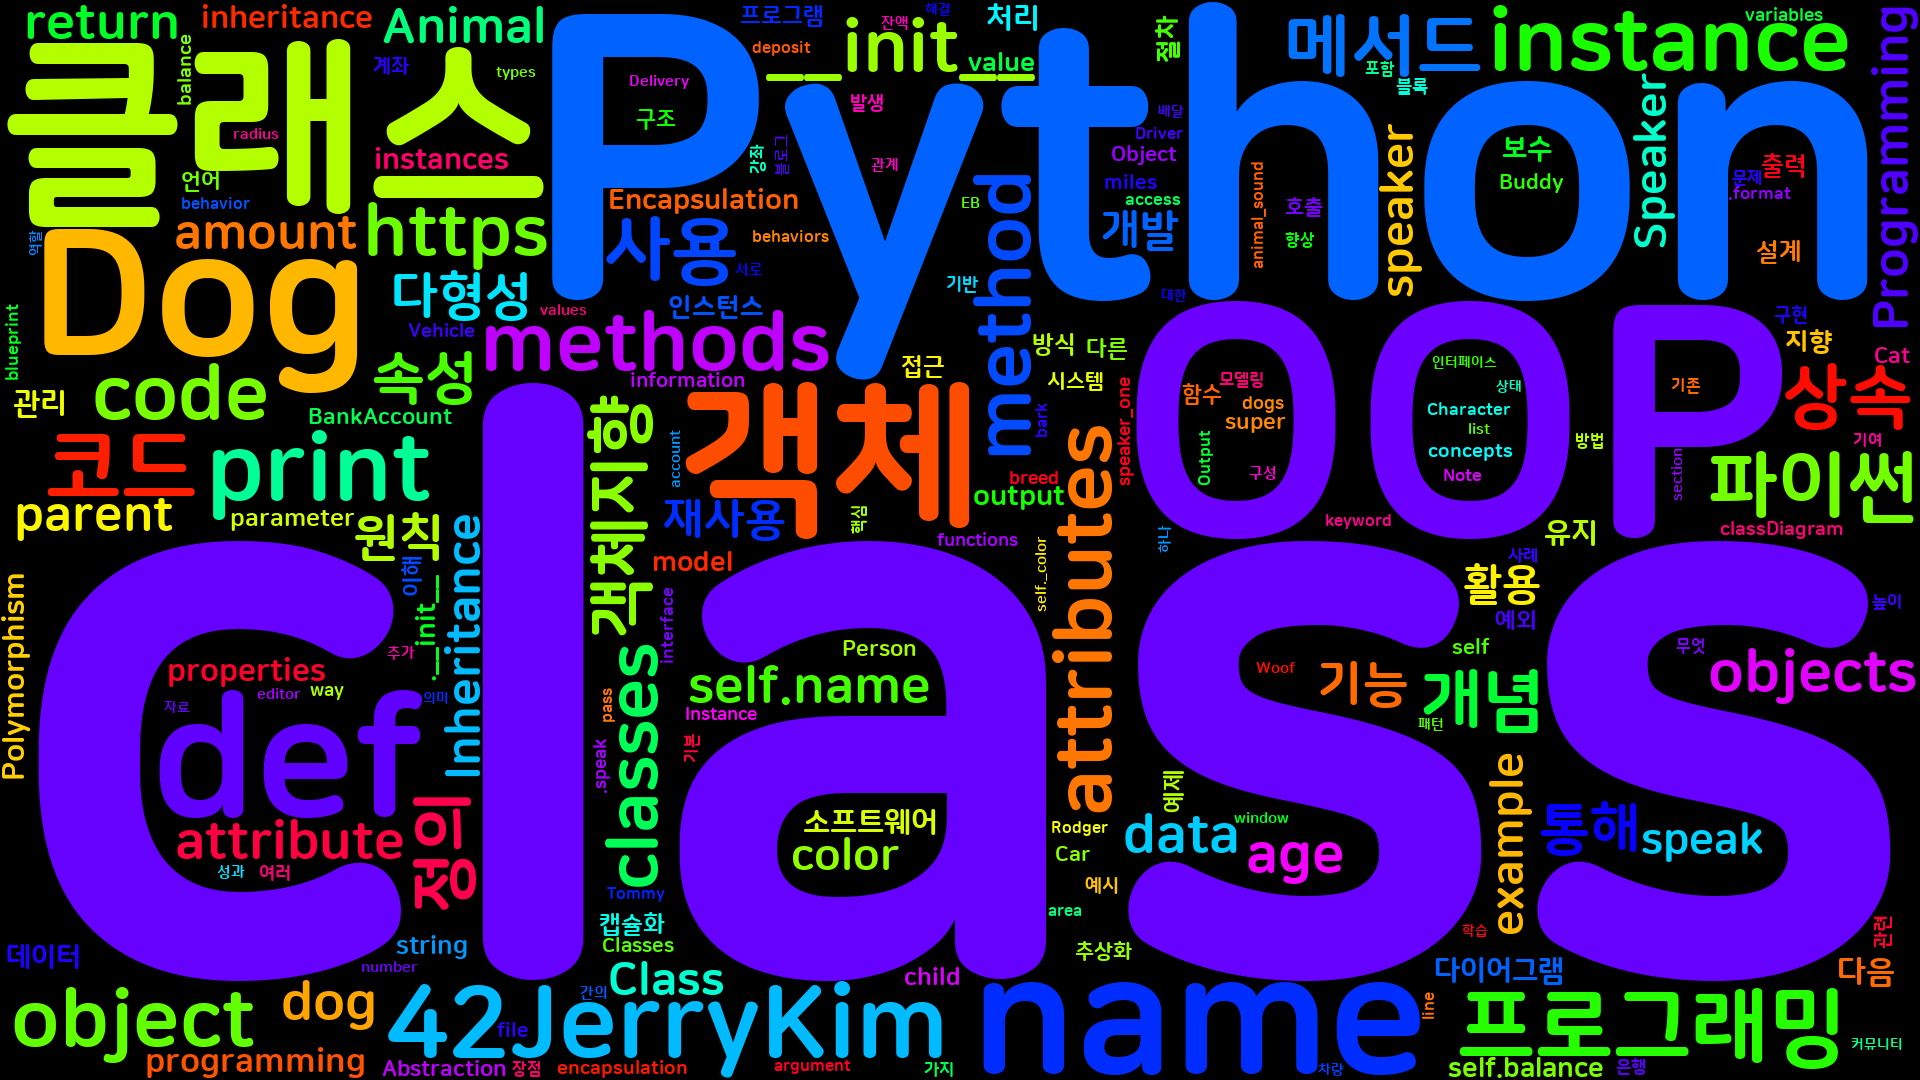 return
inheritance
Animal
프로그램
잔액
해결
처리
절차
메서드
instance
variables
Programming
balance
클래스
계좌
types
deposit
__init__
value
Python
Delivery
구조
발생
포함
블록
Speaker
speaker
배달
Driver
Object
보수
Buddy
출력
문제
.format
radius
instances
언어
behavior
amount
https
Encapsulation
사용
behaviors
강좌
블로그
관계
EB
method
miles
access
개발
animal_sound
호출
향상
설계
역할
Dog
다형성
시로
인스턴스
기반
대한
blueprint
Vehicle
values
methods
information
접근
방식
다른
시스템
OOP
인터페이스
상태
Character
list
concepts
Note
함수
모델링
dogs
super
Output
구성
기존
구현
지향
Cat
상속
기여
관리
code
속성
BankAccount
객체지향
객체
bark
speaker_one
방법
section
파이썬
코드
print
account
breed
output
attributes
parent
parameter
원칙
재사용
핵심
functions
keyword
하나
유지
classDiagram
Polymorphism
이해
__init__
Inheritance
model
interface
self._color
Class
사례
활용
예외
높이
properties
추가
editor
way
의미
자료
def
classes
pass
Person
self.name
Instance
기본
.speak
Woof
기능
self
개념
패턴
무엇
objects
attribute
성과
여러
정의
소프트웨어
color
예제
Rodger
Car
예시
area
data
window
age
example
통해
speak
Tommy
캡슐화
Classes
데이터
string
number
Class
child
추상화
학습
다이어그램
관련
다음
object
dog
42JerryKim
간의
file
name
line
프로그래밍
커뮤니티
programming
Abstraction
장점
encapsulation
argument
가지
차량
self.balance
은행